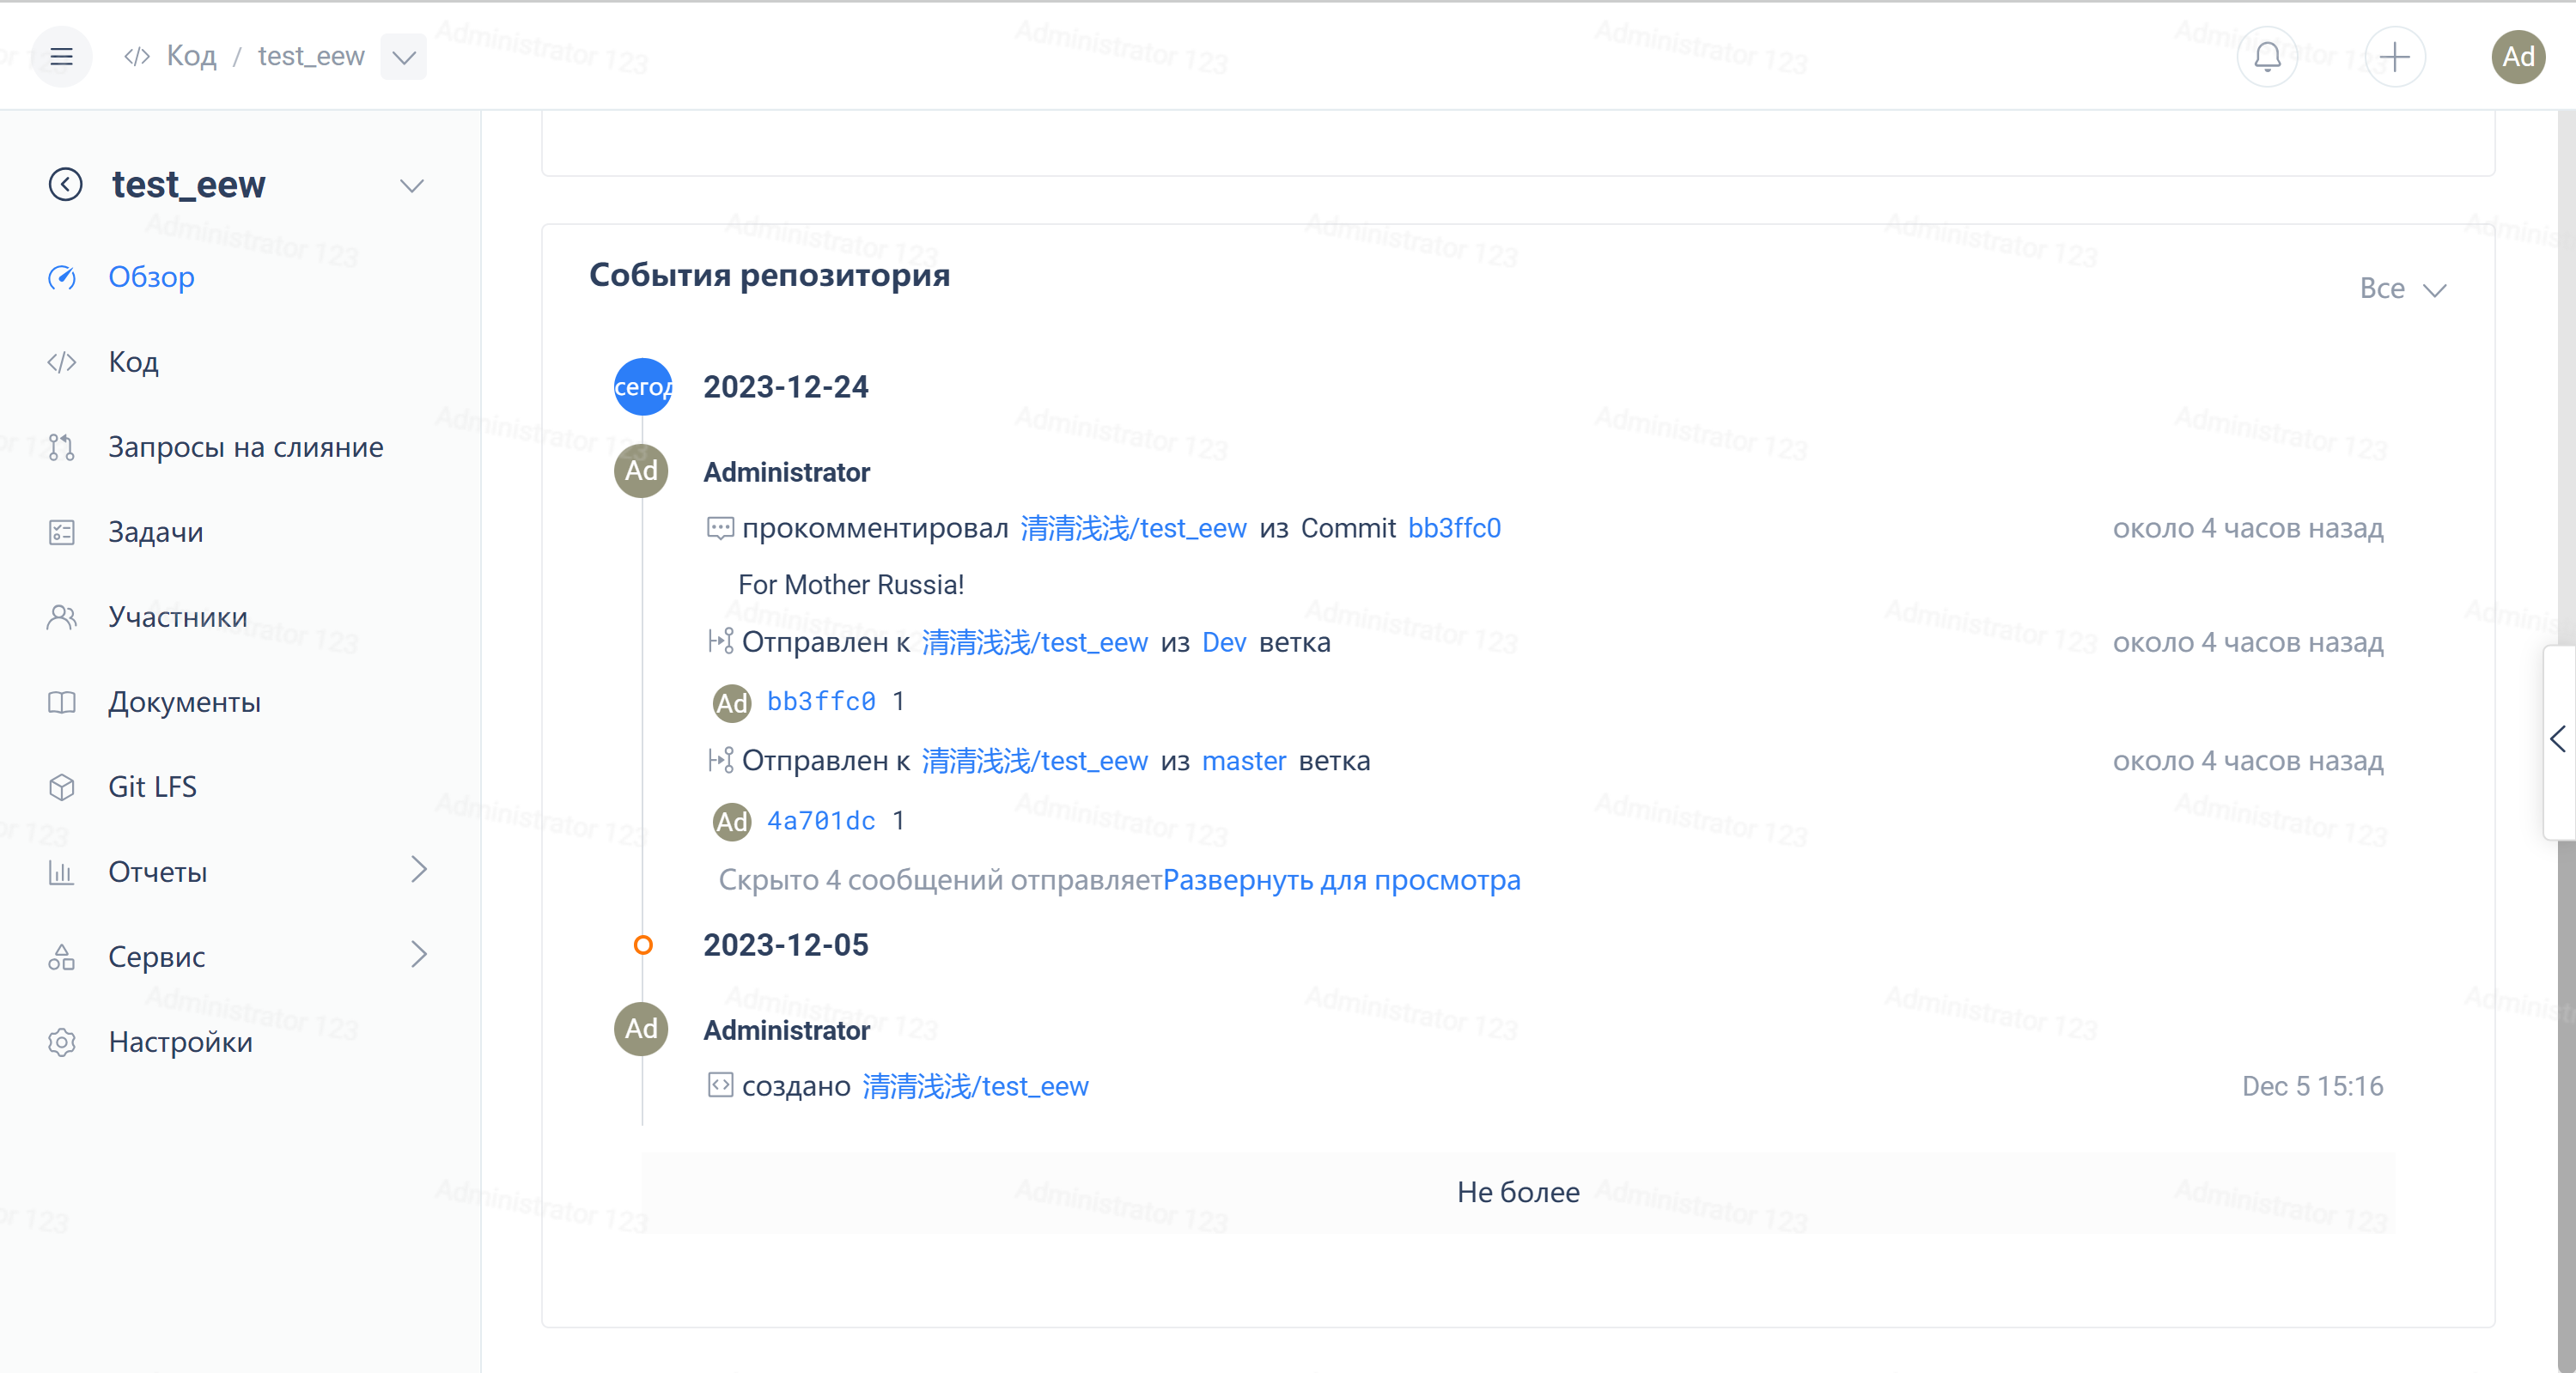 Код / test_eew
Ad
test_eew
Обзор
Код
Запросы на слияние
Задачи
Участники
Документы
Git LFS
Отчеты
Сервис
Настройки
События репозитория
Все
сегод
2023-12-24
Ad
Administrator
прокомментировал 清清浅浅/test_eew из Commit bb3ffc0
около 4 часов назад
For Mother Russia!
Отправлен к 清清浅浅/test_eew из Dev ветка
около 4 часов назад
Ad bb3ffc0 1
Отправлен к 清清浅浅/test_eew из master ветка
около 4 часов назад
Ad 4a701dc 1
Скрыто 4 сообщений отправляетРазвернуть для просмотра
2023-12-05
Ad
Administrator
создано 清清浅浅/test_eew
Dec 5 15:16
Не более
Administrator 123